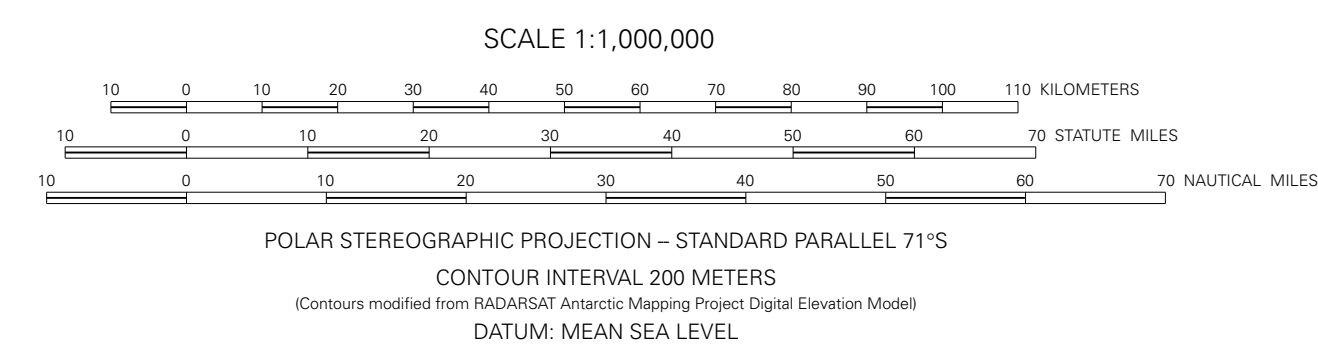 SCALE 1:1,000,000
10 0 10 20 30 40 50 60 70 80 90 100 110 KILOMETERS
10 0 10 20 30 40 50 60 70 STATUTE MILES
10 0 10 20 30 40 50 60 70 NAUTICAL MILES
POLAR STEREOGRAPHIC PROJECTION – STANDARD PARALLEL 71°S
CONTOUR INTERVAL 200 METERS
(Contours modified from RADARSAT Antarctic Mapping Project Digital Elevation Model)
DATUM: MEAN SEA LEVEL